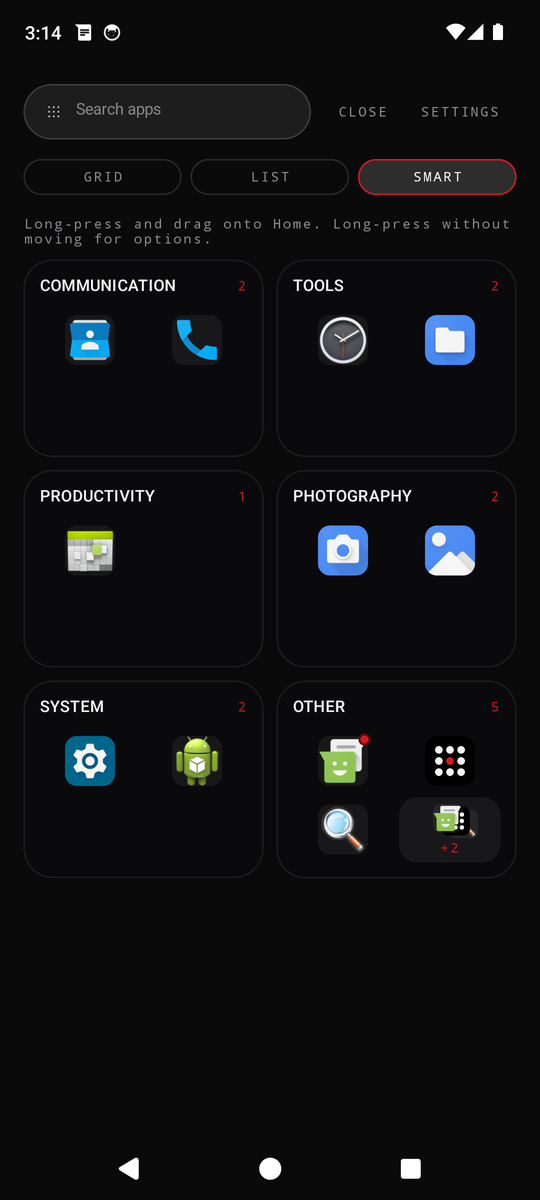 3:14
Search apps
CLOSE
SETTINGS
GRID
LIST
SMART
Long-press and drag onto Home. Long-press without
moving for options.
COMMUNICATION
2
TOOLS
2
PRODUCTIVITY
1
PHOTOGRAPHY
2
SYSTEM
2
OTHER
5
+2